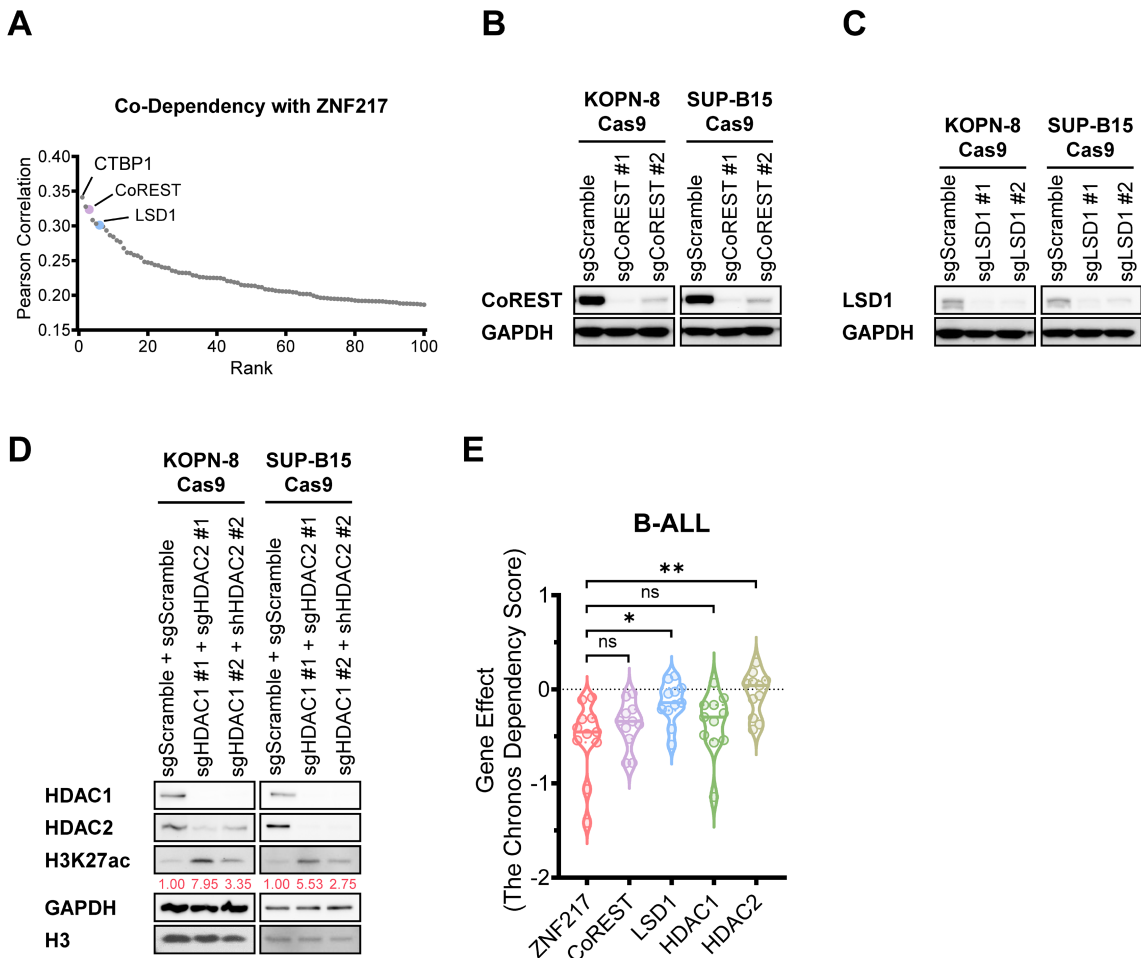 A
Co-Dependency with ZNF217
Pearson Correlation
0.40
0.35
0.30
0.25
0.20
0.15
CTBP1
CoREST
LSD1
0
20
40
60
80
100
Rank
B
KOPN-8
Cas9
SUP-B15
Cas9
sgScramble
sgCoREST #1
sgCoREST #2
sgScramble
sgCoREST #1
sgCoREST #2
CoREST
GAPDH
C
KOPN-8
Cas9
SUP-B15
Cas9
sgScramble
sgLSD1 #1
sgLSD1 #2
sgScramble
sgLSD1 #1
sgLSD1 #2
LSD1
GAPDH
D
KOPN-8
Cas9
SUP-B15
Cas9
sgScramble + sgScramble
sgHDAC1 #1 + sgHDAC2 #1
sgHDAC1 #2 + shHDAC2 #2
sgScramble + sgScramble
sgHDAC1 #1 + sgHDAC2 #1
sgHDAC1 #2 + shHDAC2 #2
HDAC1
HDAC2
H3K27ac
1.00 7.95 3.35 1.00 5.53 2.75
GAPDH
H3
E
B-ALL
Gene Effect
(The Chronos Dependency Score)
1
0
-1
-2
**
ns
*
ns
ZNF217
CoREST
LSD1
HDAC1
HDAC2